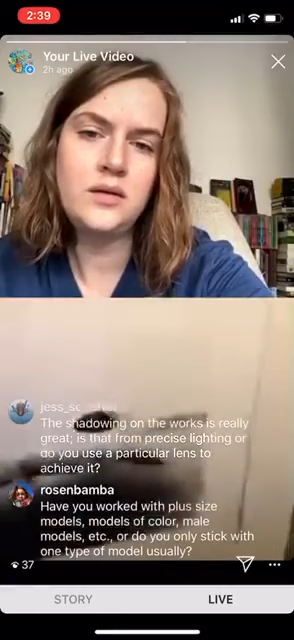 2:39
Your Live Video
2h ago
The shadowing on the works is really
great; is that from precise lighting or
do you use a particular lens to
achieve it?
rosenbamba
Have you worked with plus size
models, models of color, male
models, etc., or do you only stick with
one type of model usually?
37
STORY LIVE